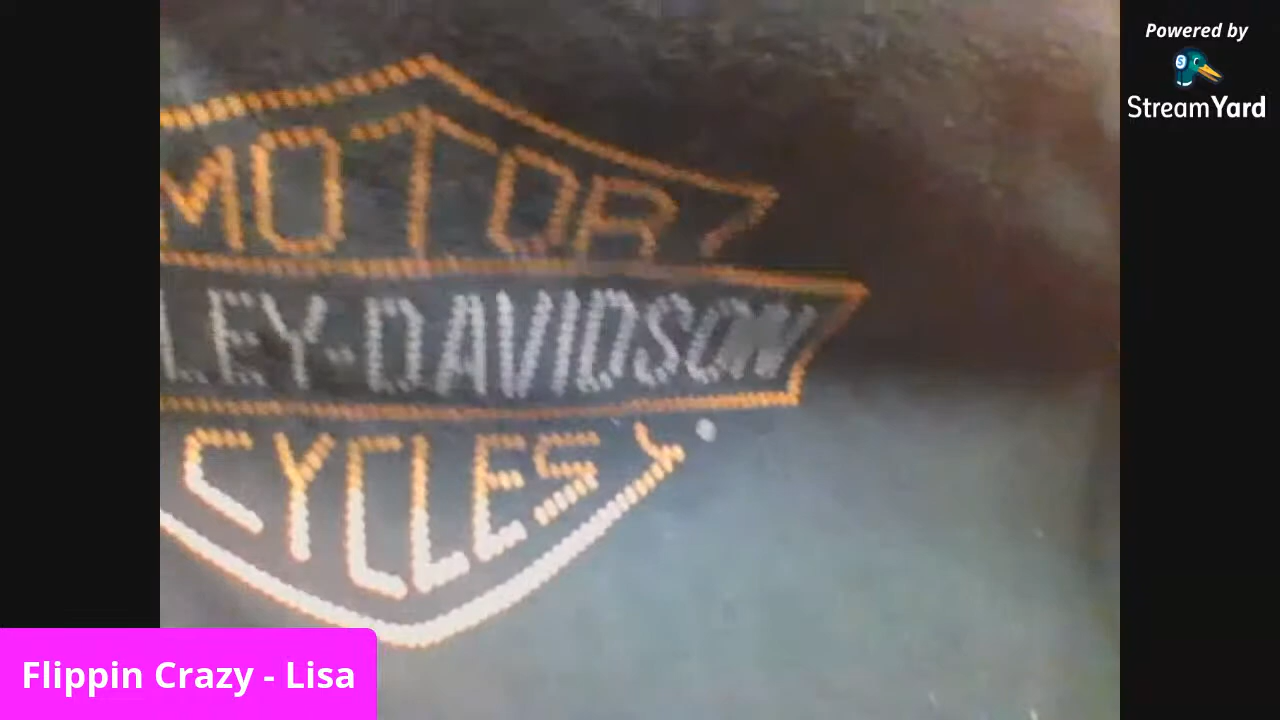 MOTOR
LEY-DAVIDSON
CYCLES
Powered by
StreamYard
Flippin Crazy - Lisa